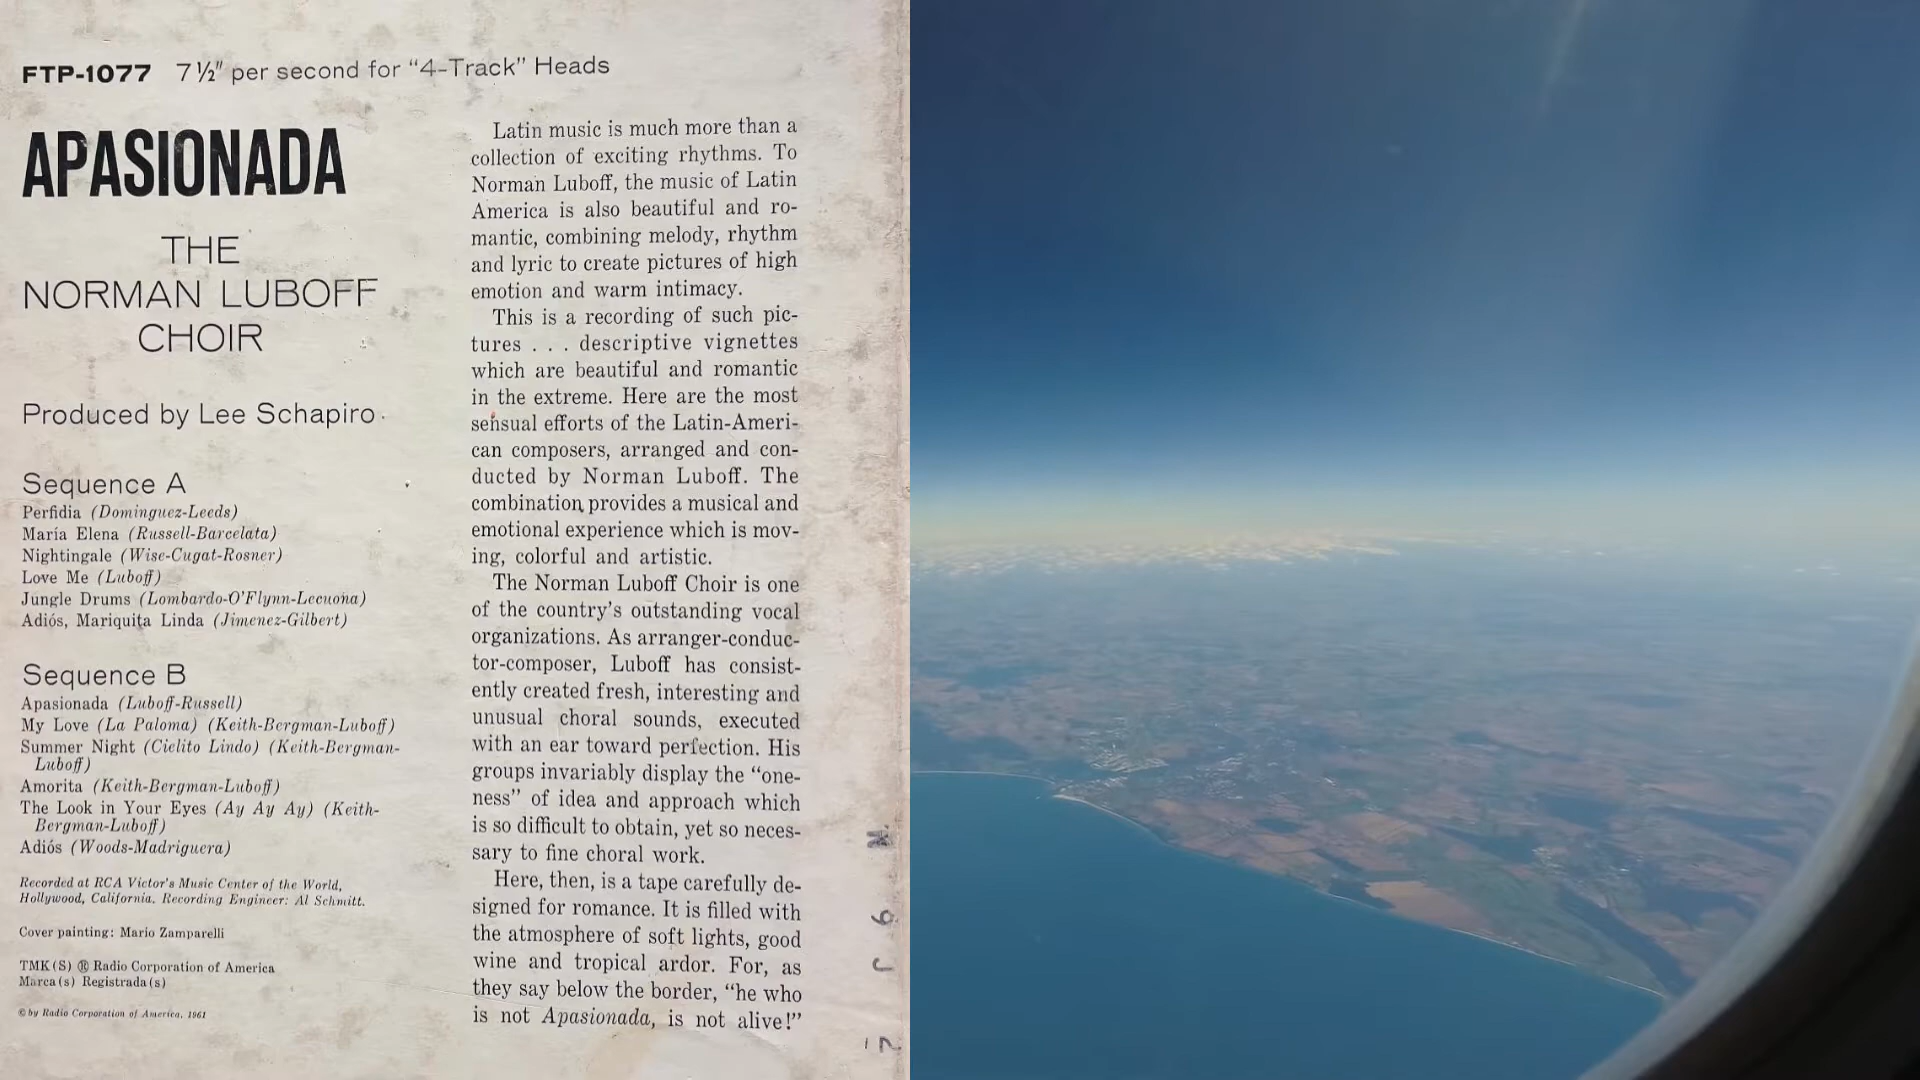 FTP-1077 7½" per second for "4-Track" Heads
APASIONADA
THE
NORMAN LUBOFF
CHOIR
Produced by Lee Schapiro
Sequence A
Perfidia (Dominguez-Leeds)
María Elena (Russell-Barcelata)
Nightingale (Wise-Cugat-Rosner)
Love Me (Luboff)
Jungle Drums (Lombardo-O'Flynn-Lecuona)
Adiós, Mariquita Linda (Jimenez-Gilbert)
Sequence B
Apasionada (Luboff-Russell)
My Love (La Paloma) (Keith-Bergman-Luboff)
Summer Night (Cielito Lindo) (Keith-Bergman-
Luboff)
Amorita (Keith-Bergman-Luboff)
The Look in Your Eyes (Ay Ay Ay) (Keith-
Bergman-Luboff)
Adiós (Woods-Madriguera)
Recorded at RCA Victor's Music Center of the World,
Hollywood, California. Recording Engineer: Al Schmitt.
Cover painting: Mario Zamparelli
TMK(S) ® Radio Corporation of America
Marca(s) Registrada(s)
© by Radio Corporation of America, 1961
Latin music is much more than a
collection of exciting rhythms. To
Norman Luboff, the music of Latin
America is also beautiful and ro-
mantic, combining melody, rhythm
and lyric to create pictures of high
emotion and warm intimacy.
This is a recording of such pic-
tures . . . descriptive vignettes
which are beautiful and romantic
in the extreme. Here are the most
sensual efforts of the Latin-Ameri-
can composers, arranged and con-
ducted by Norman Luboff. The
combination provides a musical and
emotional experience which is mov-
ing, colorful and artistic.
The Norman Luboff Choir is one
of the country's outstanding vocal
organizations. As arranger-conduc-
tor-composer, Luboff has consist-
ently created fresh, interesting and
unusual choral sounds, executed
with an ear toward perfection. His
groups invariably display the "one-
ness" of idea and approach which
is so difficult to obtain, yet so neces-
sary to fine choral work.
Here, then, is a tape carefully de-
signed for romance. It is filled with
the atmosphere of soft lights, good
wine and tropical ardor. For, as
they say below the border, "he who
is not Apasionada, is not alive!"